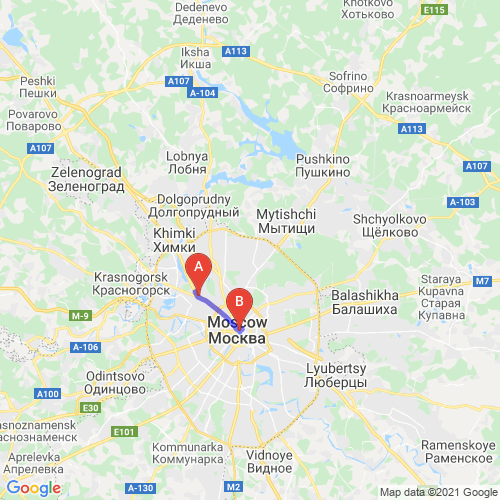 Dedenevo
Деденево
Khotkovo
Хотьково
E115
Iksha
Икша
A113
Peshki
Пешки
A107
А-104
Sofrino
Софрино
Krasnoarmeysk
Красноармейск
Povarovo
Поварово
A107
A113
Lobnya
Лобня
Pushkino
Пушкино
A107
Zelenograd
Зеленоград
Dolgoprudny
Долгопрудный
Mytishchi
Мытищи
Shchyolkovo
Щёлково
А-103
Khimki
Химки
A
Krasnogorsk
Красногорск
Staraya
Kupavna
Старая
Купавна
M7
Balashikha
Балашиха
B
М-9
Moscow
Москва
А-106
Lyubertsy
Люберцы
Odintsovo
Одинцово
A100
E30
asnoznamensk
аснознаменск
E101
Kommunarka
Коммунарка
Vidnoye
Видное
Ramenskoye
Раменское
Aprelevka
Апрелевка
А-130
M2
Google
Map data ©2021 Google